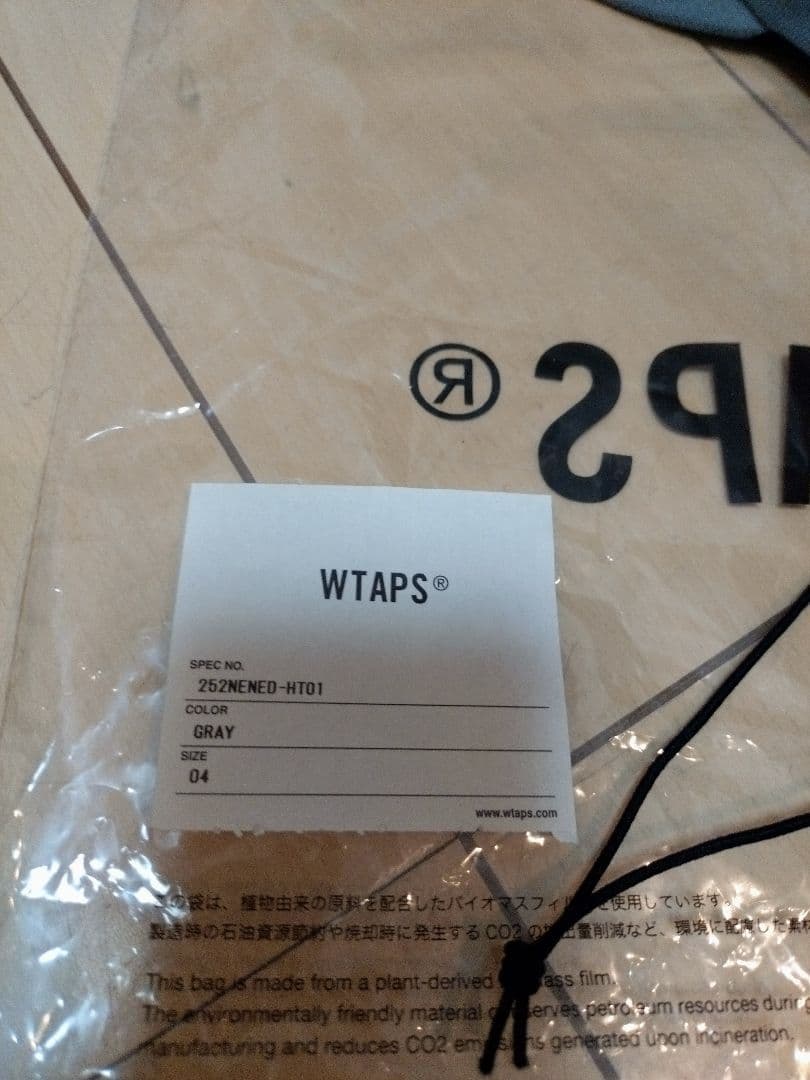 APS®
WTAPS®
SPEC NO.
252NENED-HT01
COLOR
GRAY
SIZE
04
www.wtaps.com
この袋は、植物由来の原料を配合したバイオマスフィルムを使用しています。
製造時の石油資源節約や焼却時に発生するCO2の排出量削減など、環境に配慮した素材
This bag is made from a plant-derived film.
The environmentally friendly material petroleum resources during
manufacturing and reduces CO2 emissions generated upon incineration.